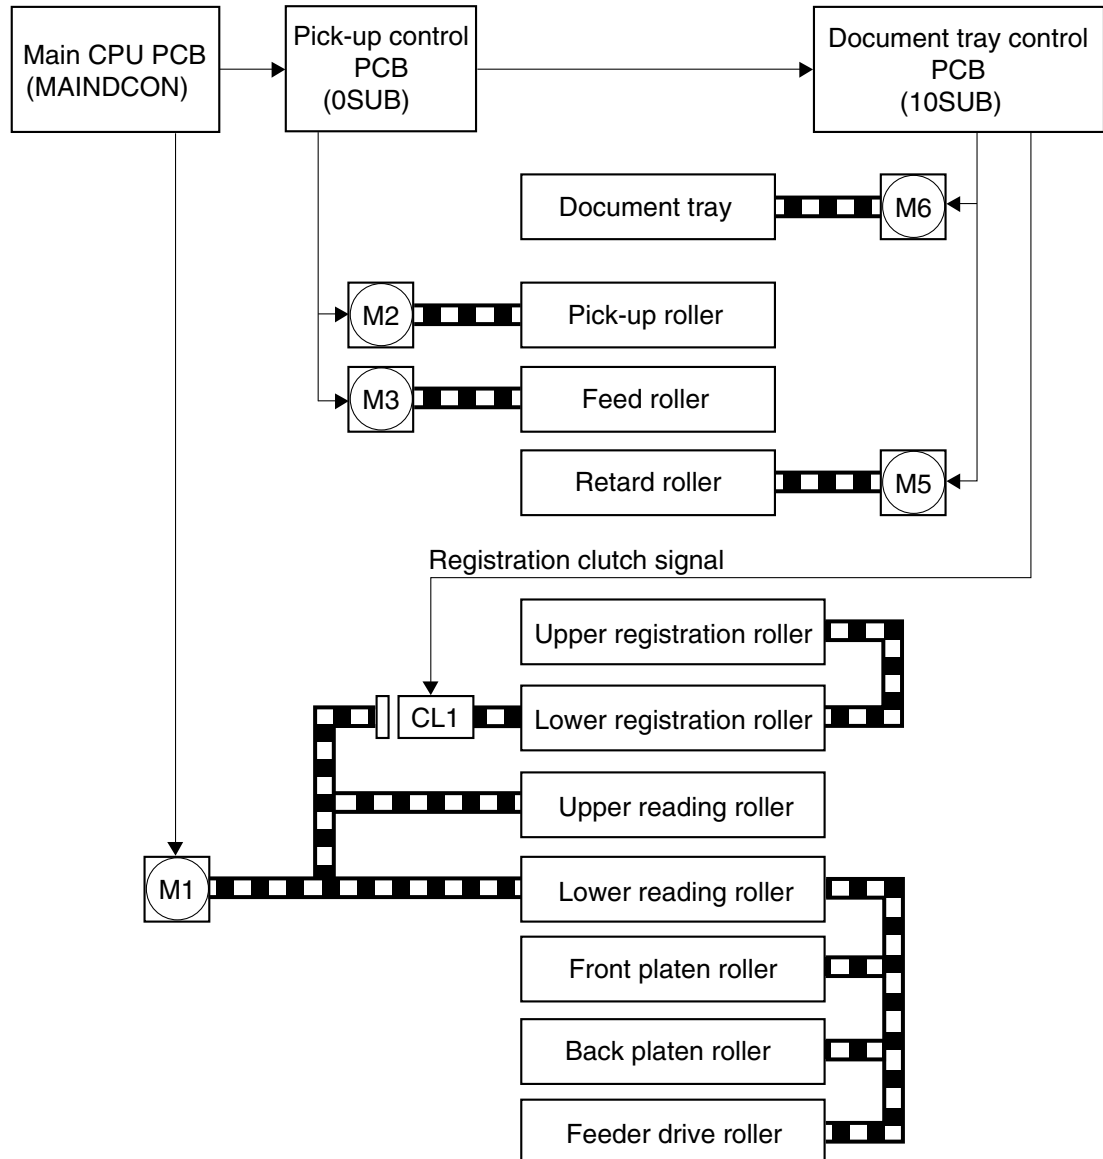 Main CPU PCB
(MAINDCON)
Pick-up control
PCB
(0SUB)
Document tray control
PCB
(10SUB)
Document tray
M6
M2
Pick-up roller
M3
Feed roller
Retard roller
M5
Registration clutch signal
Upper registration roller
CL1
Lower registration roller
Upper reading roller
M1
Lower reading roller
Front platen roller
Back platen roller
Feeder drive roller